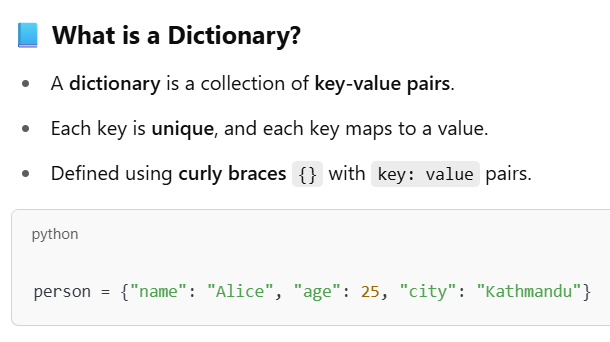 📘 What is a Dictionary?
• A dictionary is a collection of key-value pairs.
• Each key is unique, and each key maps to a value.
• Defined using curly braces {} with key: value pairs.
python
person = {"name": "Alice", "age": 25, "city": "Kathmandu"}